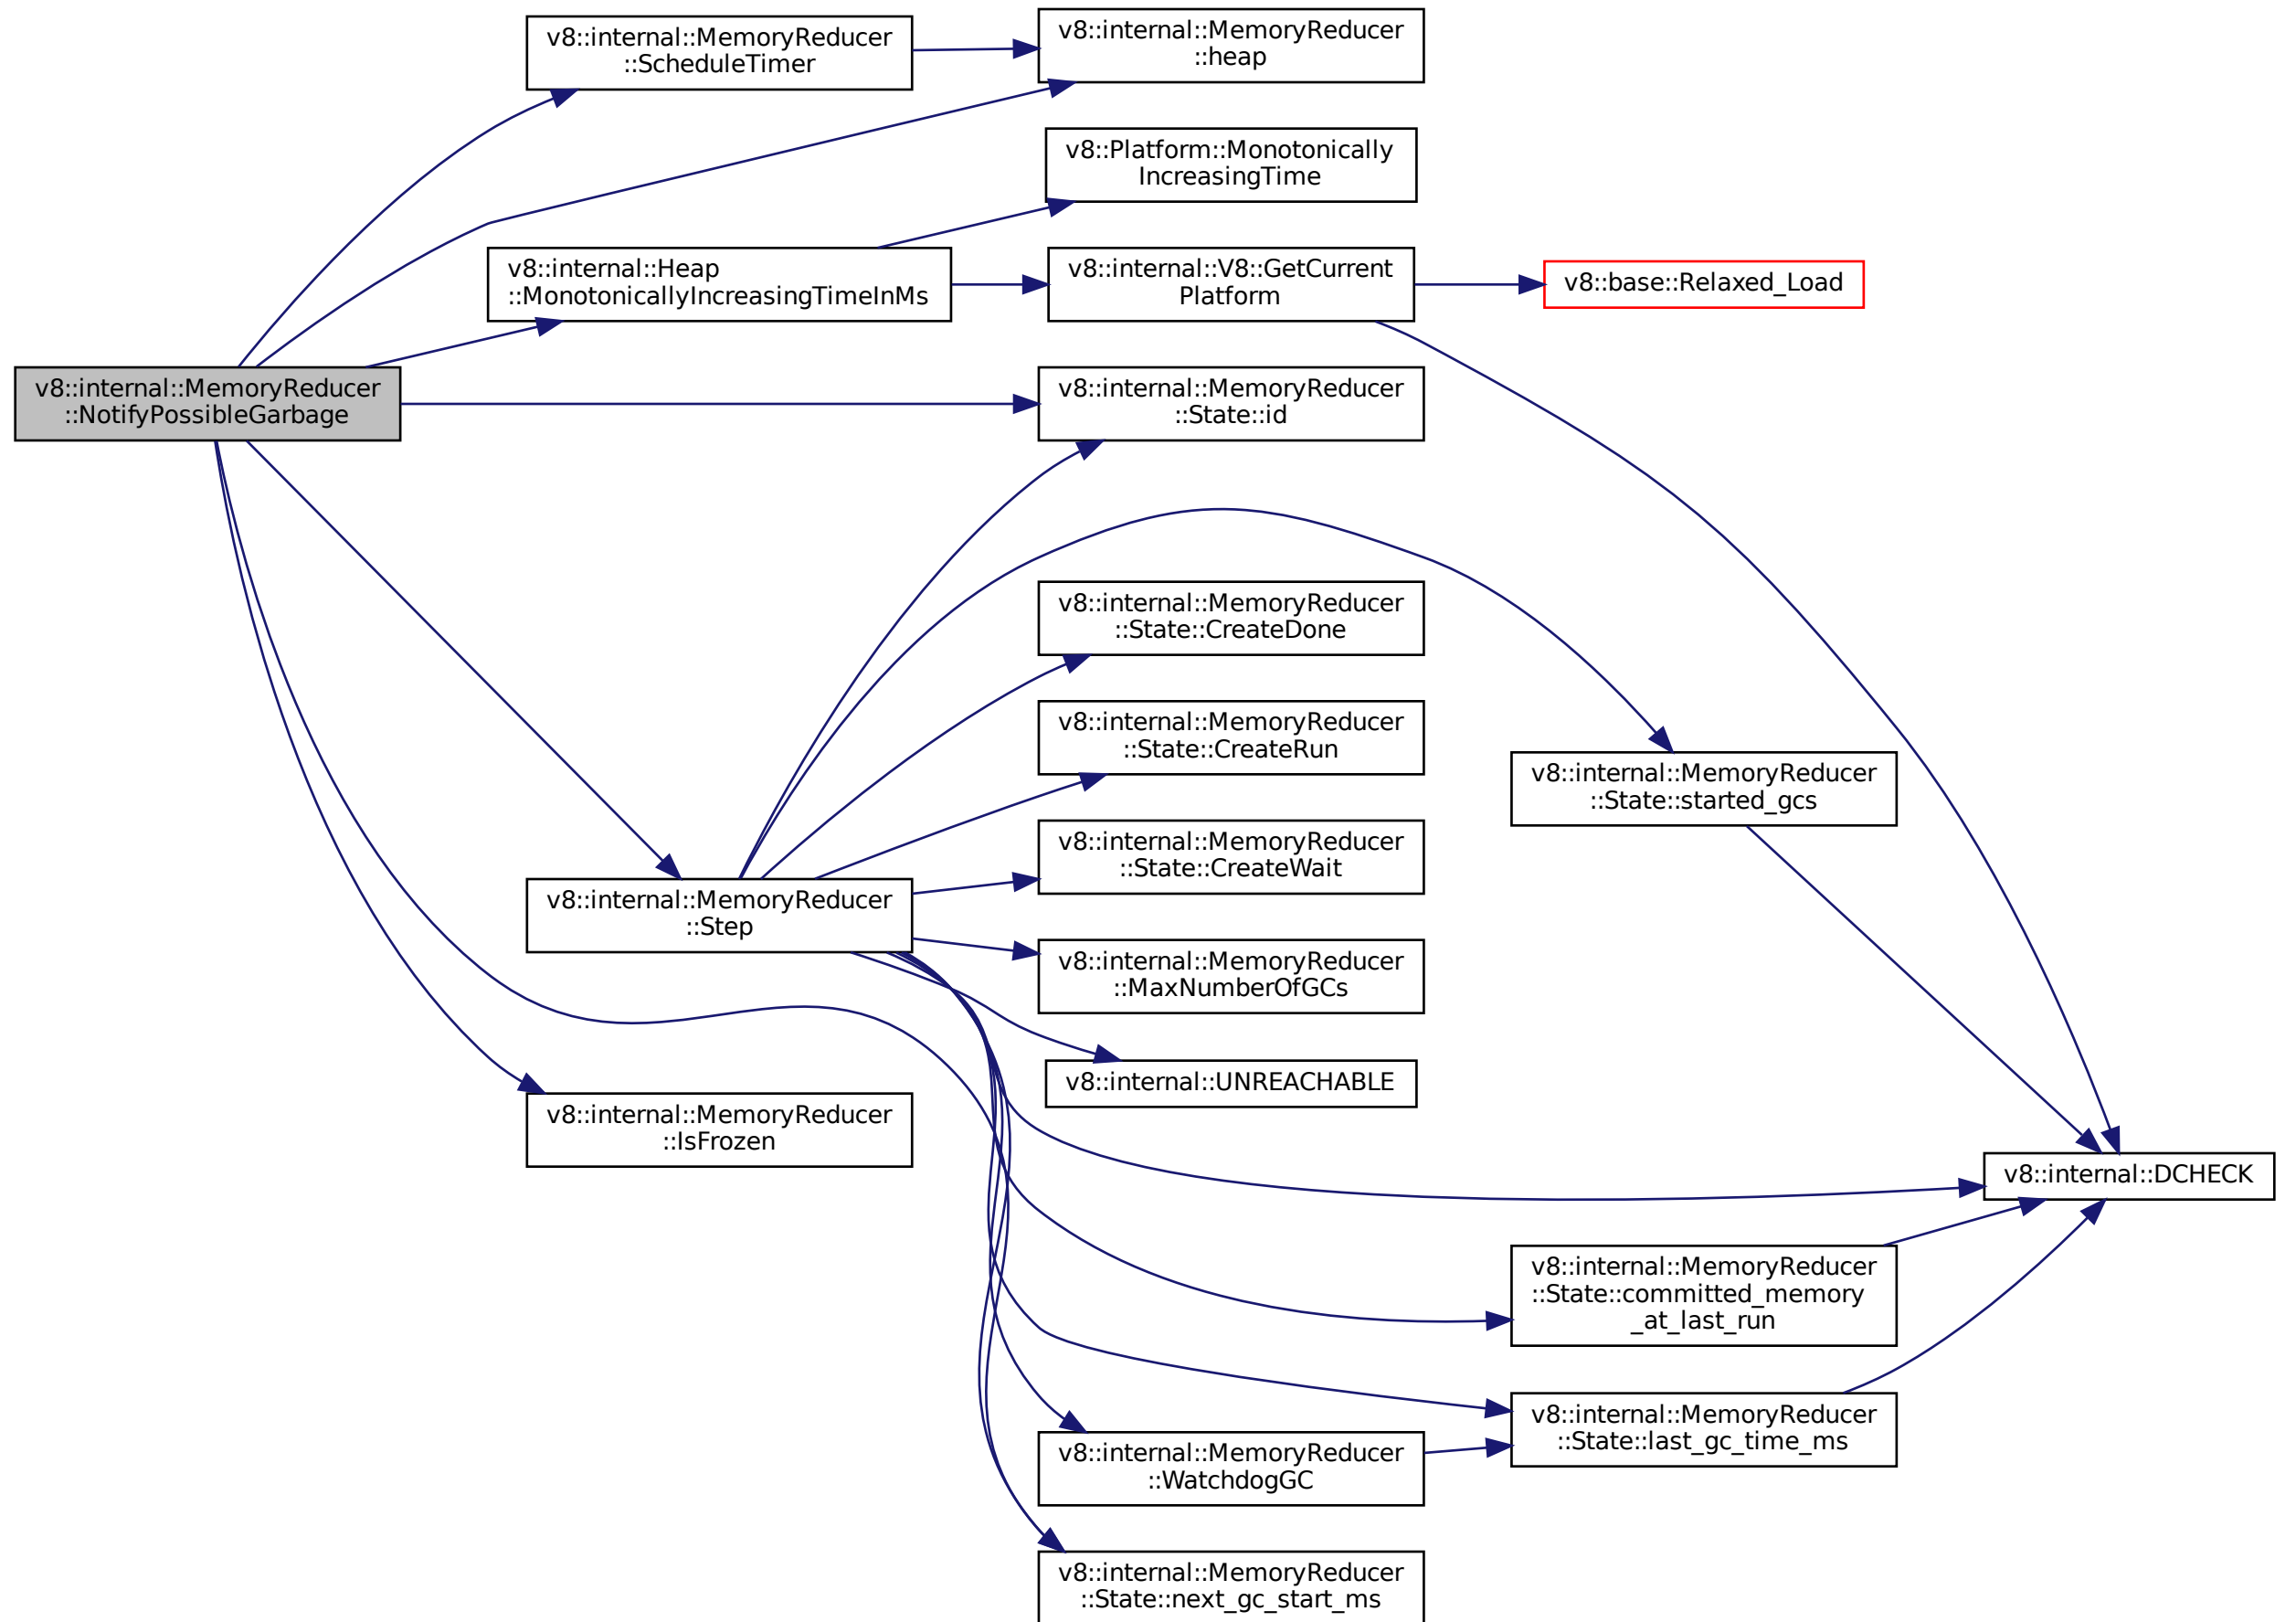 v8::internal::MemoryReducer
::ScheduleTimer
v8::internal::MemoryReducer
::heap
v8::Platform::Monotonically
IncreasingTime
v8::internal::Heap
::MonotonicallyIncreasingTimeInMs
v8::internal::V8::GetCurrent
Platform
v8::base::Relaxed_Load
v8::internal::MemoryReducer
::NotifyPossibleGarbage
v8::internal::MemoryReducer
::State::id
v8::internal::MemoryReducer
::State::CreateDone
v8::internal::MemoryReducer
::State::CreateRun
v8::internal::MemoryReducer
::State::started_gcs
v8::internal::MemoryReducer
::State::CreateWait
v8::internal::MemoryReducer
::Step
v8::internal::MemoryReducer
::MaxNumberOfGCs
v8::internal::UNREACHABLE
v8::internal::MemoryReducer
::IsFrozen
v8::internal::DCHECK
v8::internal::MemoryReducer
::State::committed_memory
_at_last_run
v8::internal::MemoryReducer
::State::last_gc_time_ms
v8::internal::MemoryReducer
::WatchdogGC
v8::internal::MemoryReducer
::State::next_gc_start_ms